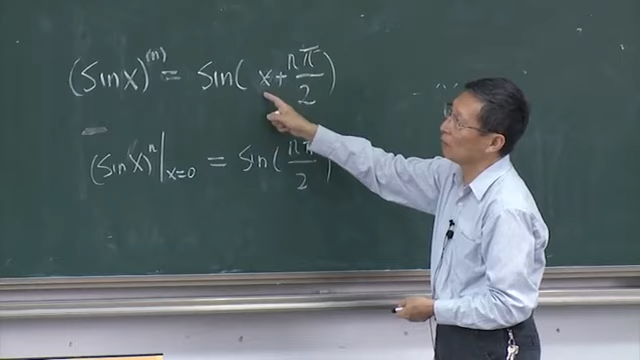 (sinx)^(n) = sin( x + nπ/2 )
(sinx)^n |x=0 = sin( nπ/2 )